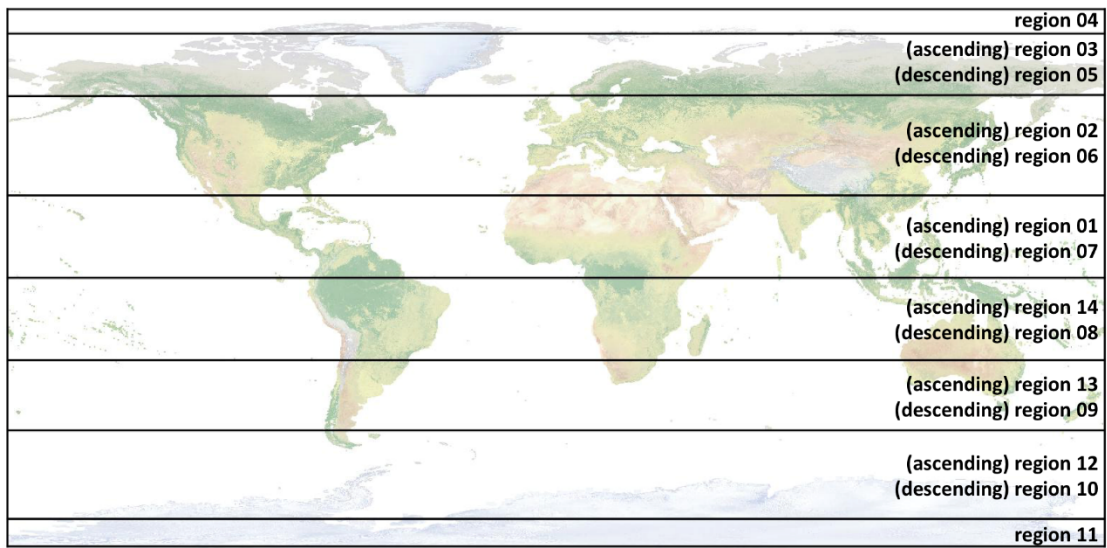 region 04
(ascending) region 03
(descending) region 05
(ascending) region 02
(descending) region 06
(ascending) region 01
(descending) region 07
(ascending) region 14
(descending) region 08
(ascending) region 13
(descending) region 09
(ascending) region 12
(descending) region 10
region 11